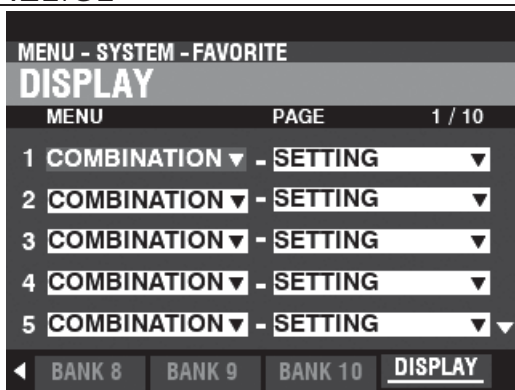 MENU - SYSTEM - FAVORITE
DISPLAY
MENU PAGE 1 / 10
1 COMBINATION ▼ - SETTING ▼
2 COMBINATION ▼ - SETTING ▼
3 COMBINATION ▼ - SETTING ▼
4 COMBINATION ▼ - SETTING ▼
5 COMBINATION ▼ - SETTING ▼
BANK 8 BANK 9 BANK 10 DISPLAY